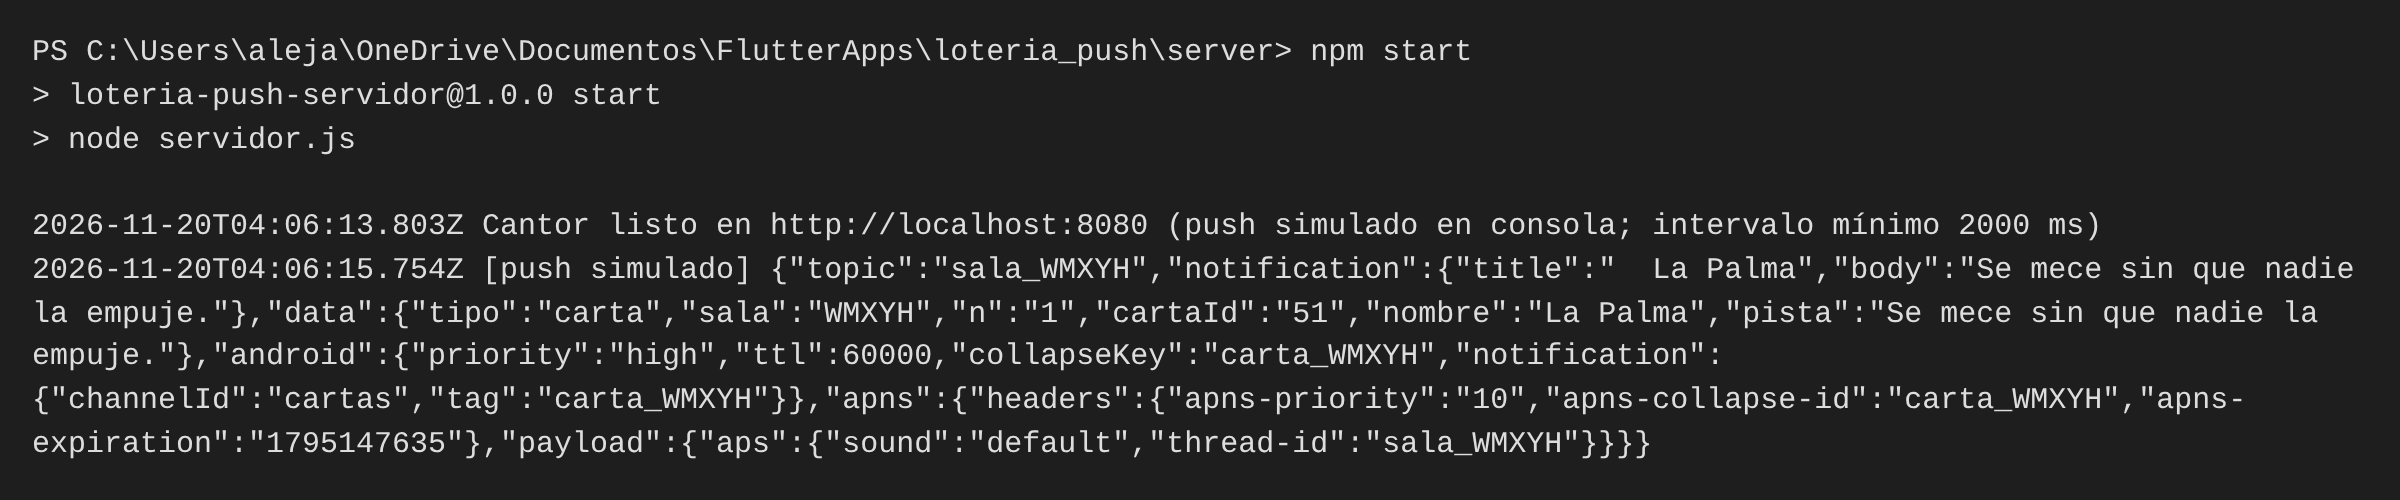 PS C:\Users\aleja\OneDrive\Documentos\FlutterApps\loteria_push\server> npm start
> loteria-push-servidor@1.0.0 start
> node servidor.js
2026-11-20T04:06:13.803Z Cantor listo en http://localhost:8080 (push simulado en consola; intervalo mínimo 2000 ms)
2026-11-20T04:06:15.754Z [push simulado] {"topic":"sala_WMXYH","notification":{"title":"  La Palma","body":"Se mece sin que nadie
la empuje."},"data":{"tipo":"carta","sala":"WMXYH","n":"1","cartaId":"51","nombre":"La Palma","pista":"Se mece sin que nadie la
empuje."},"android":{"priority":"high","ttl":60000,"collapseKey":"carta_WMXYH","notification":
{"channelId":"cartas","tag":"carta_WMXYH"}},"apns":{"headers":{"apns-priority":"10","apns-collapse-id":"carta_WMXYH","apns-
expiration":"1795147635"},"payload":{"aps":{"sound":"default","thread-id":"sala_WMXYH"}}}}